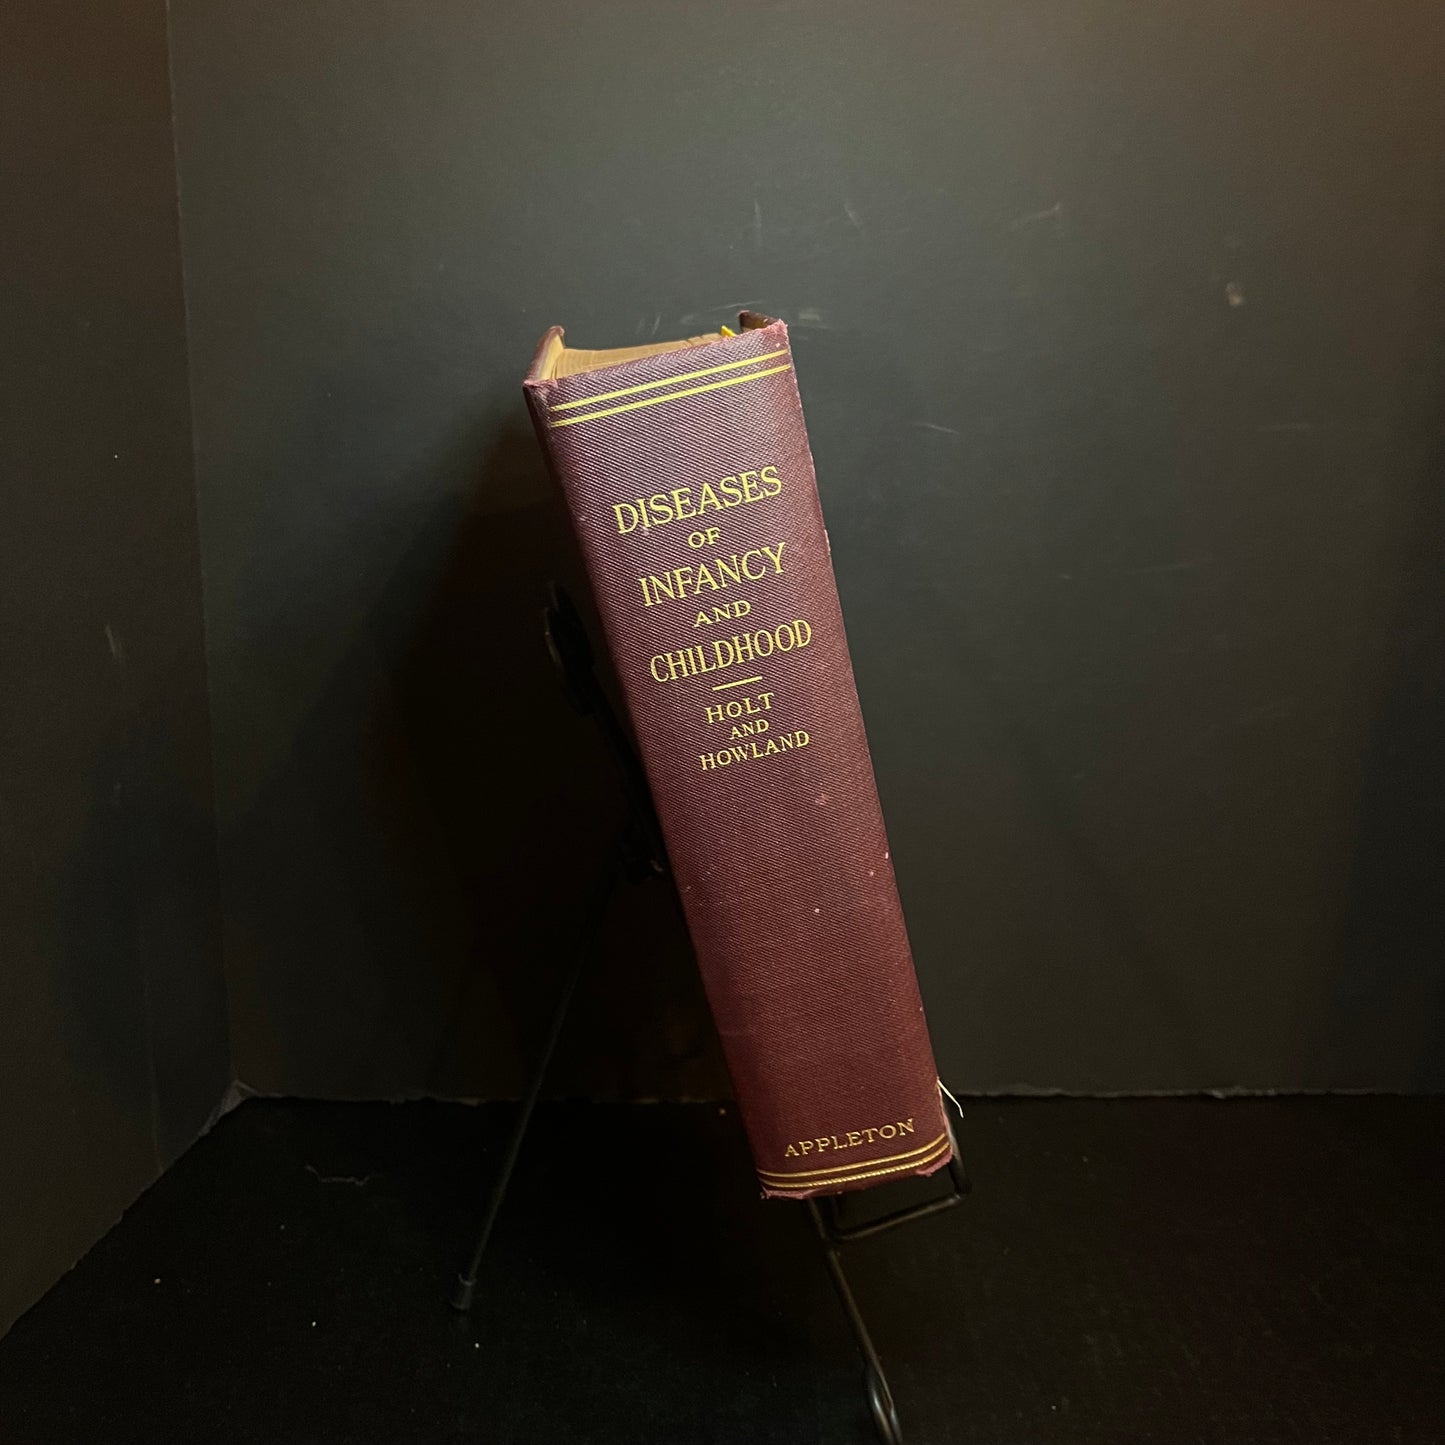 DISEASES
OF
INFANCY
AND
CHILDHOOD
HOLT
AND
HOWLAND
APPLETON